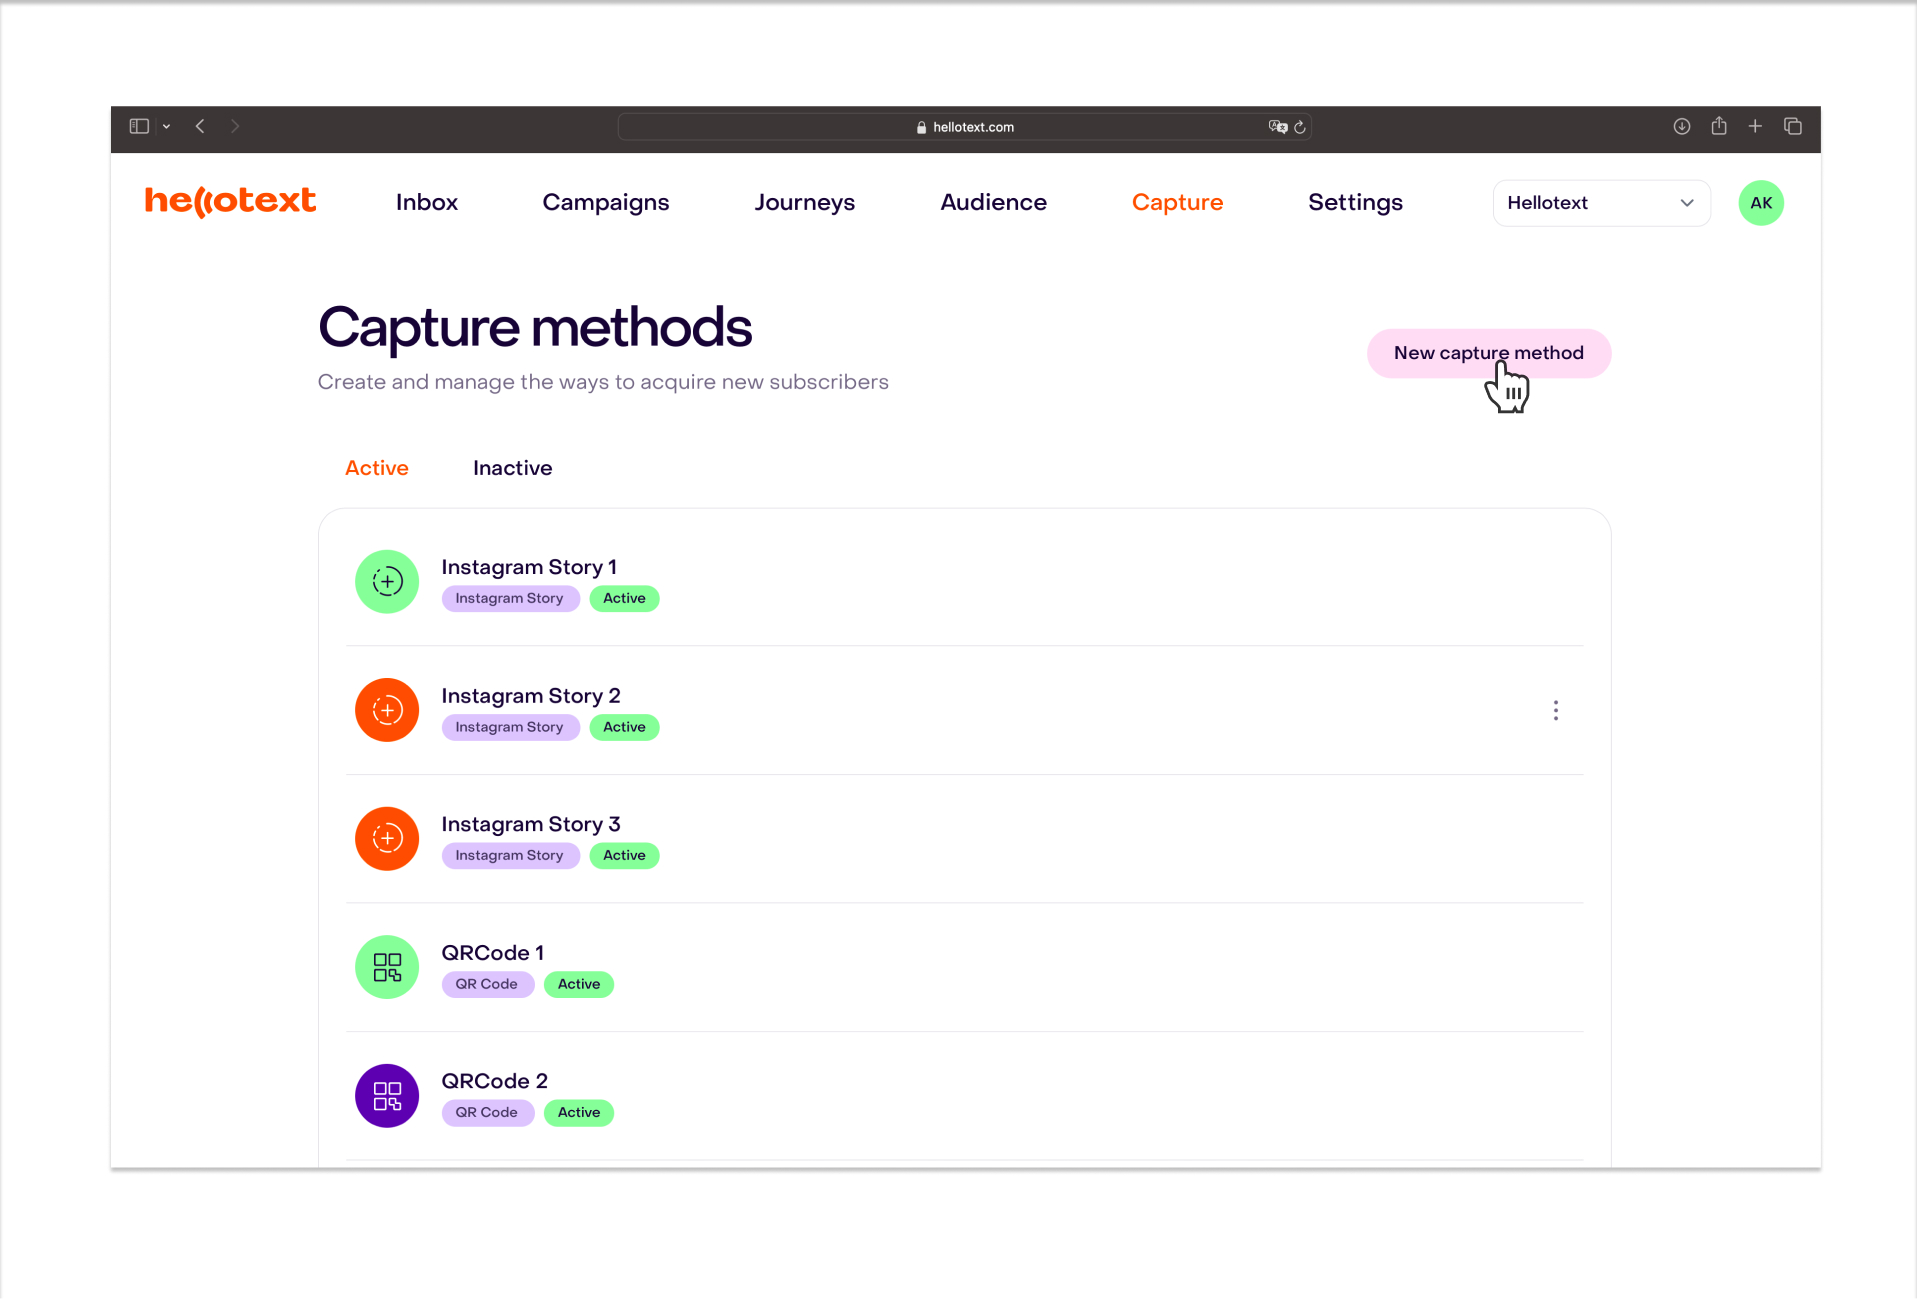 hellotext.com
hellotext
Inbox
Campaigns
Journeys
Audience
Capture
Settings
Hellotext
AK
Capture methods
New capture method
Create and manage the ways to acquire new subscribers
Active
Inactive
Instagram Story 1
Instagram Story
Active
Instagram Story 2
Instagram Story
Active
Instagram Story 3
Instagram Story
Active
QRCode 1
QR Code
Active
QRCode 2
QR Code
Active